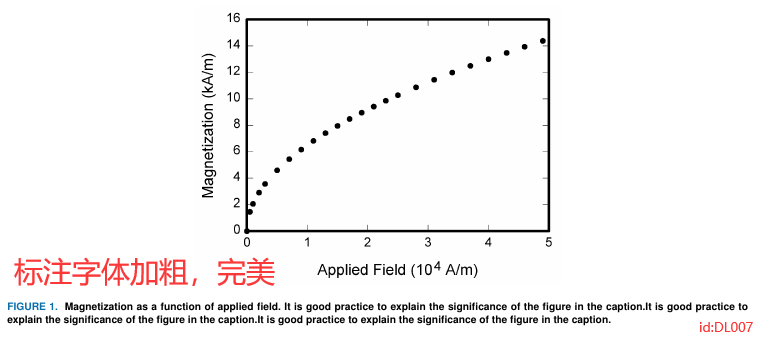 16
14
12
10
8
6
4
2
0
Magnetization (kA/m)
0 1 2 3 4 5
Applied Field (10⁴ A/m)
标注字体加粗，完美
FIGURE 1. Magnetization as a function of applied field. It is good practice to explain the significance of the figure in the caption.It is good practice to
explain the significance of the figure in the caption.It is good practice to explain the significance of the figure in the caption.
id:DL007